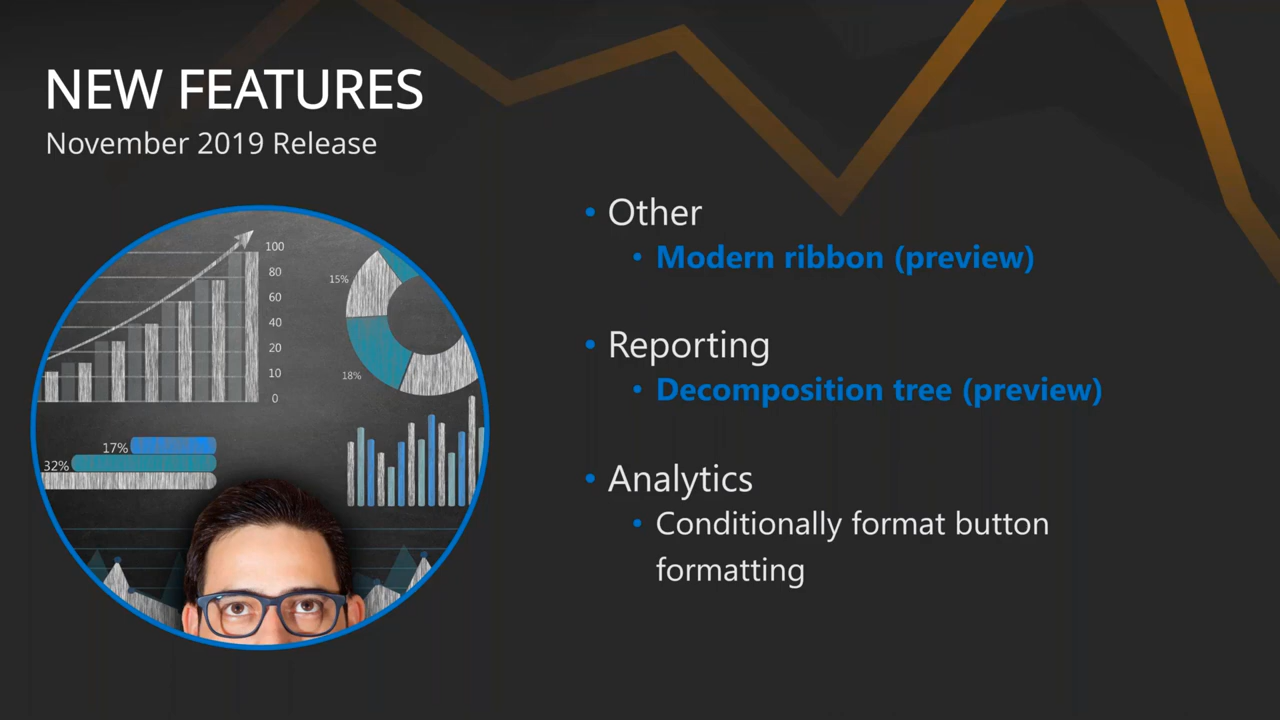 NEW FEATURES
November 2019 Release
• Other
• Modern ribbon (preview)
• Reporting
• Decomposition tree (preview)
• Analytics
• Conditionally format button
formatting
100
80
60
40
20
10
0
15%
18%
17%
32%